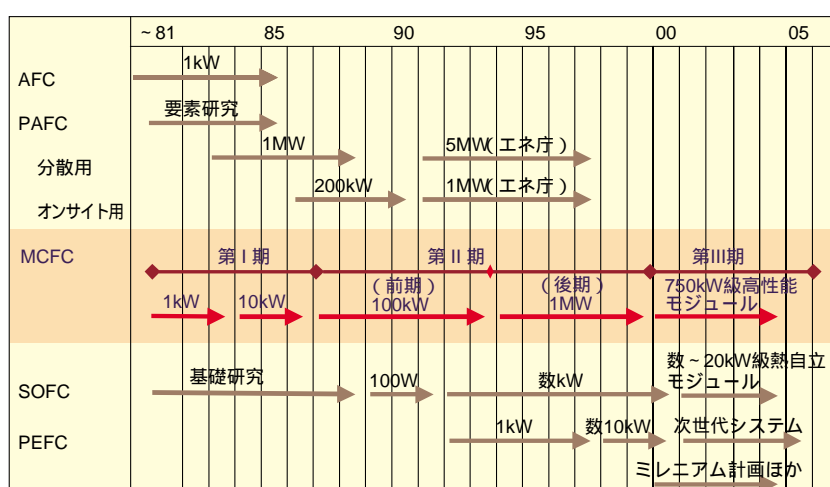 ~81 85 90 95 00 05
AFC 1kW
PAFC 要素研究
分散用 1MW 5MW(エネ庁)
オンサイト用 200kW 1MW(エネ庁)
MCFC 第Ⅰ期 第Ⅱ期 第III期
(前期) (後期) 750kW級高性能
1kW 10kW 100kW 1MW モジュール
数~20kW級熱自立
SOFC 基礎研究 100W 数kW モジュール
PEFC 1kW 数10kW 次世代システム
ミレニアム計画ほか